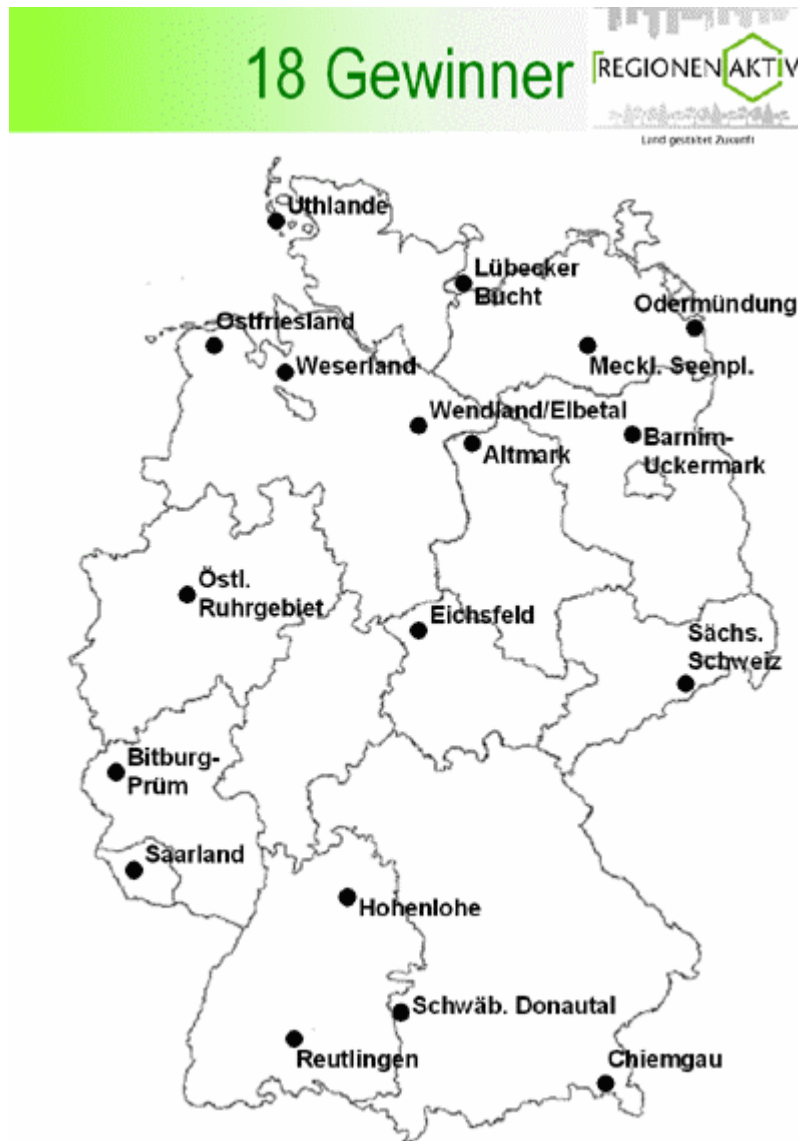 18 Gewinner
REGIONEN AKTIV
Land gestaltet Zukunft
Uthlande
Lübecker
Bucht
Odermündung
Ostfriesland
Weserland
Meckl. Seenpl.
Wendland/Elbetal
Altmark
Barnim-
Uckermark
Östl.
Ruhrgebiet
Eichsfeld
Sächs.
Schweiz
Bitburg-
Prüm
Saarland
Hohenlohe
Schwäb. Donautal
Reutlingen
Chiemgau